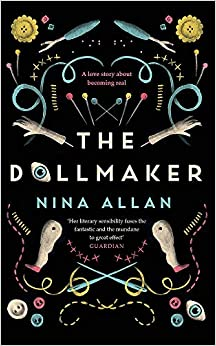 A love story about
becoming real
THE
DOLLMAKER
NINA ALLAN
'Her literary sensibility fuses the
fantastic and the mundane
to great effect'
GUARDIAN